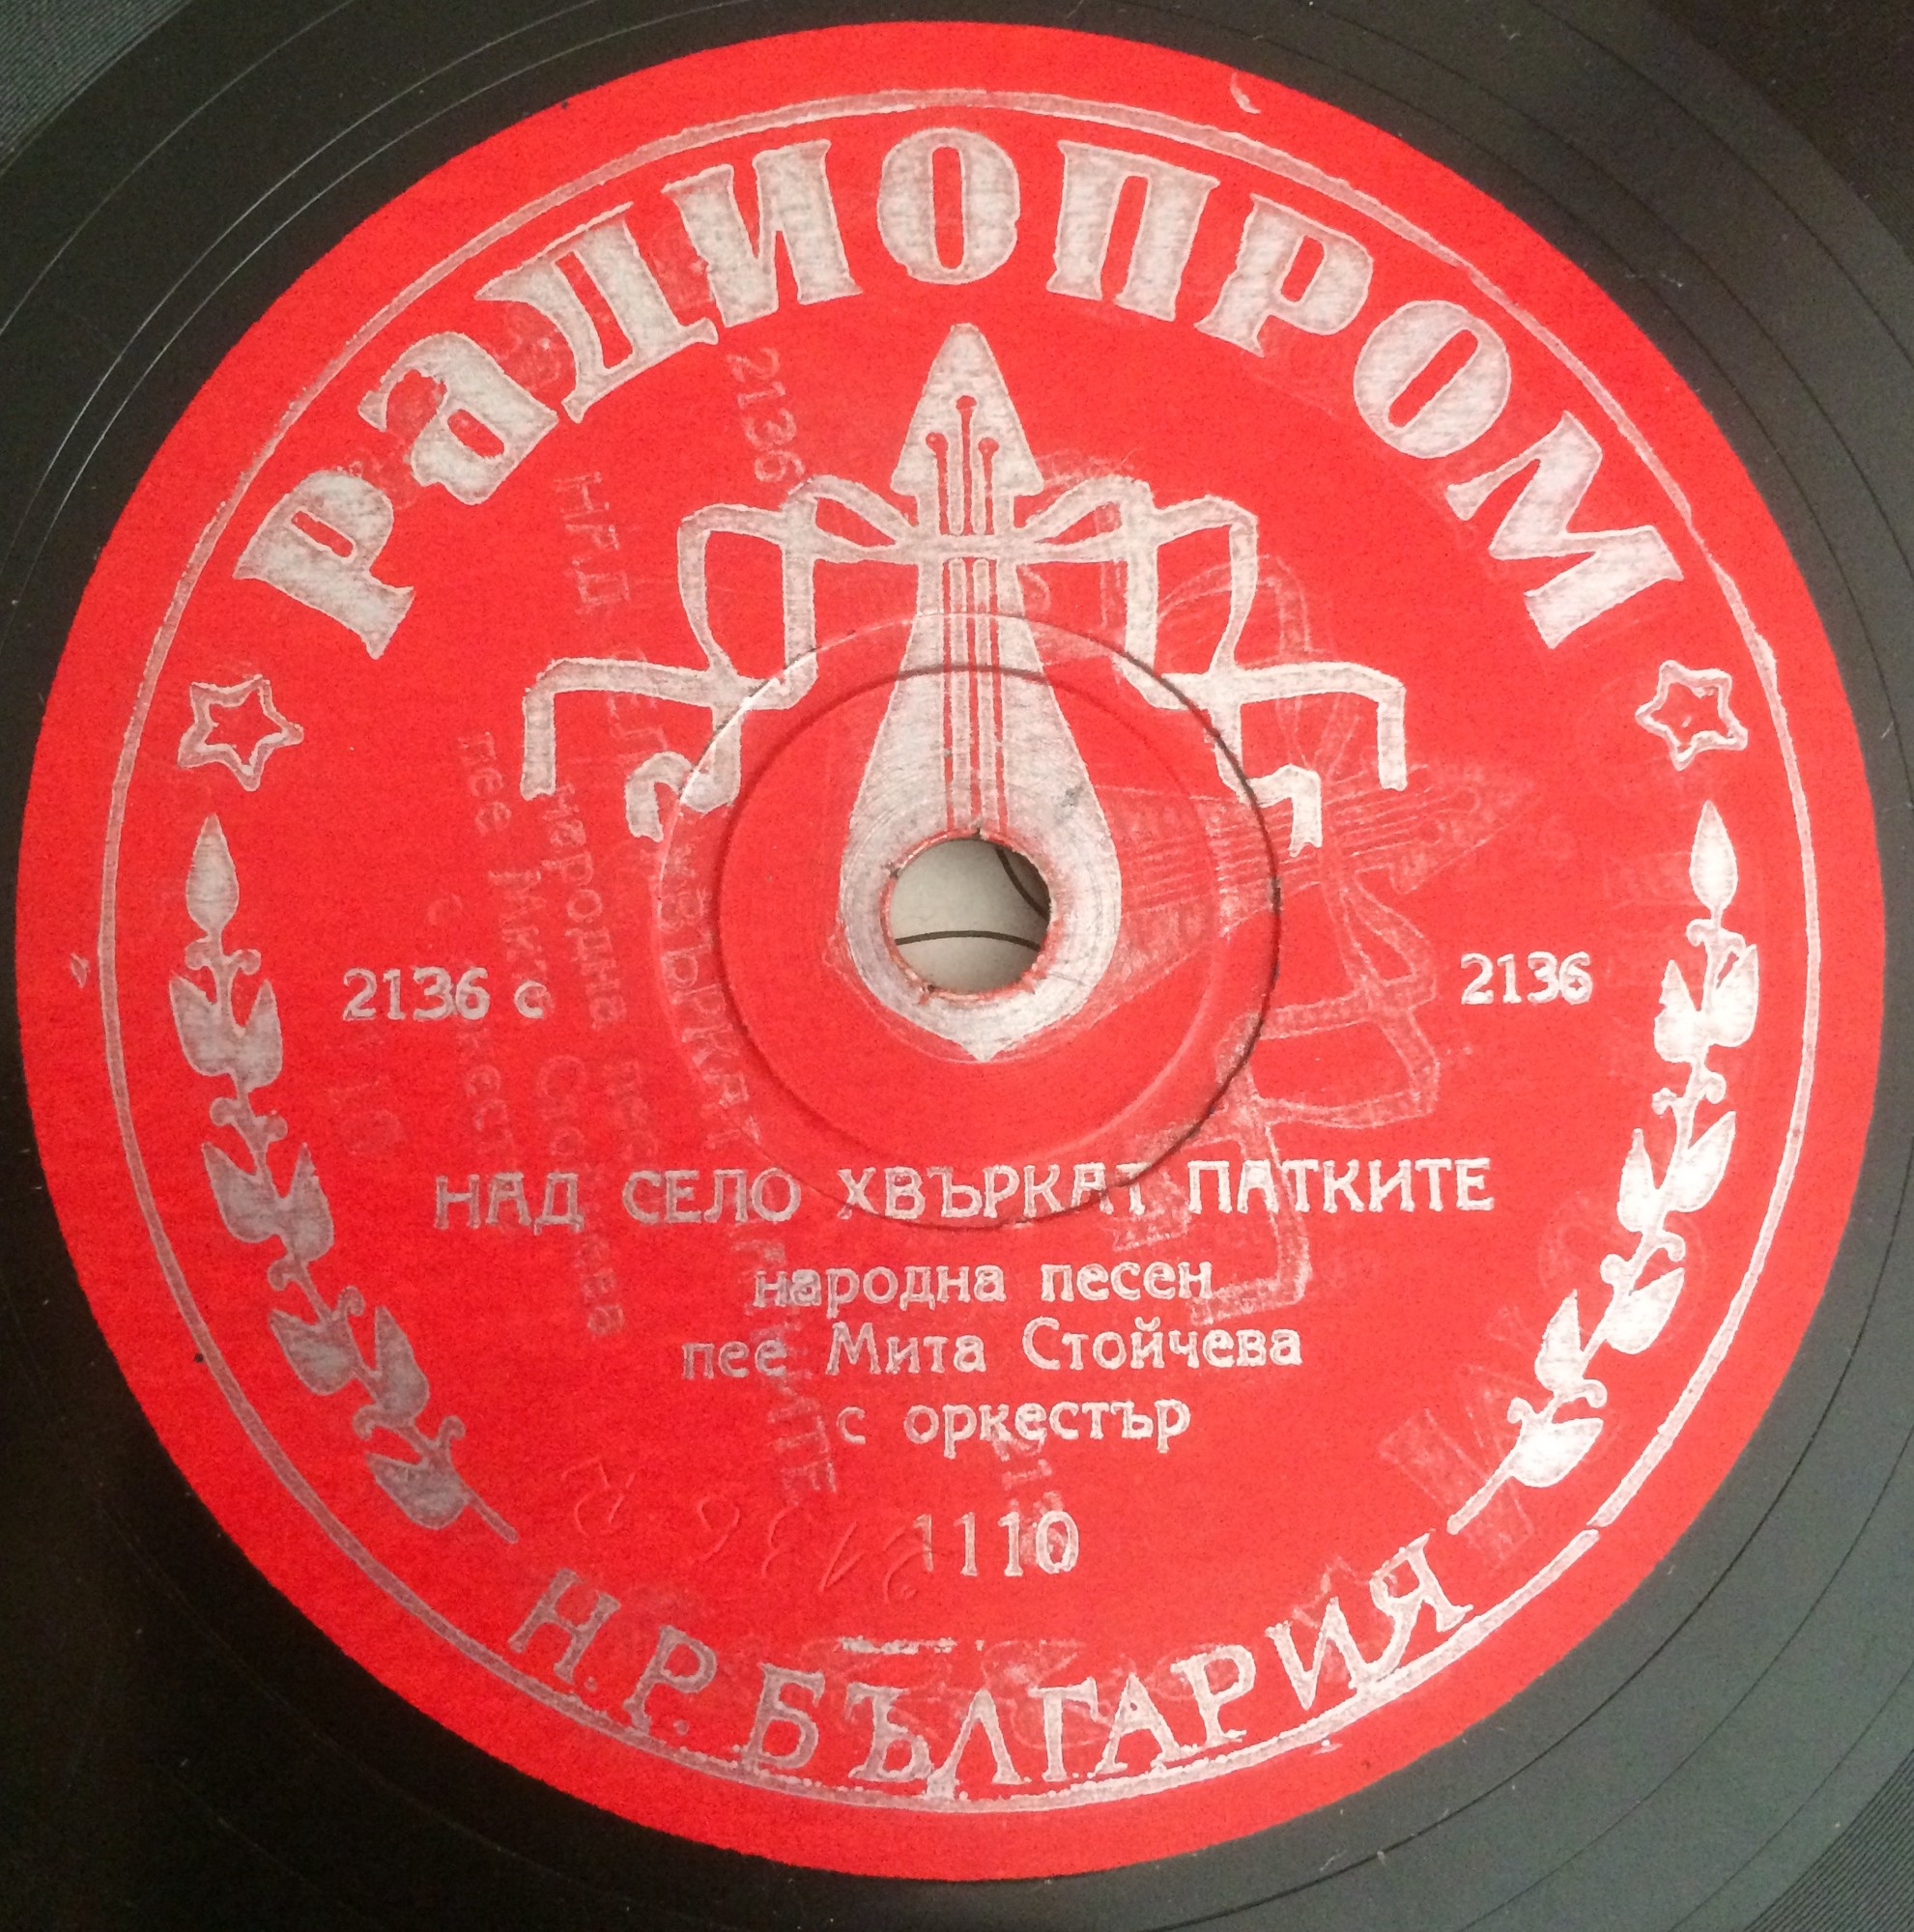 РаДИОПРОМ
2136 с
2136
НАД СЕЛО ХВЪРКАТ ПАТКИТЕ
народна песен
пее Мита Стойчева
с оркестър
1110
Н.Р. БЪЛГАРИЯ